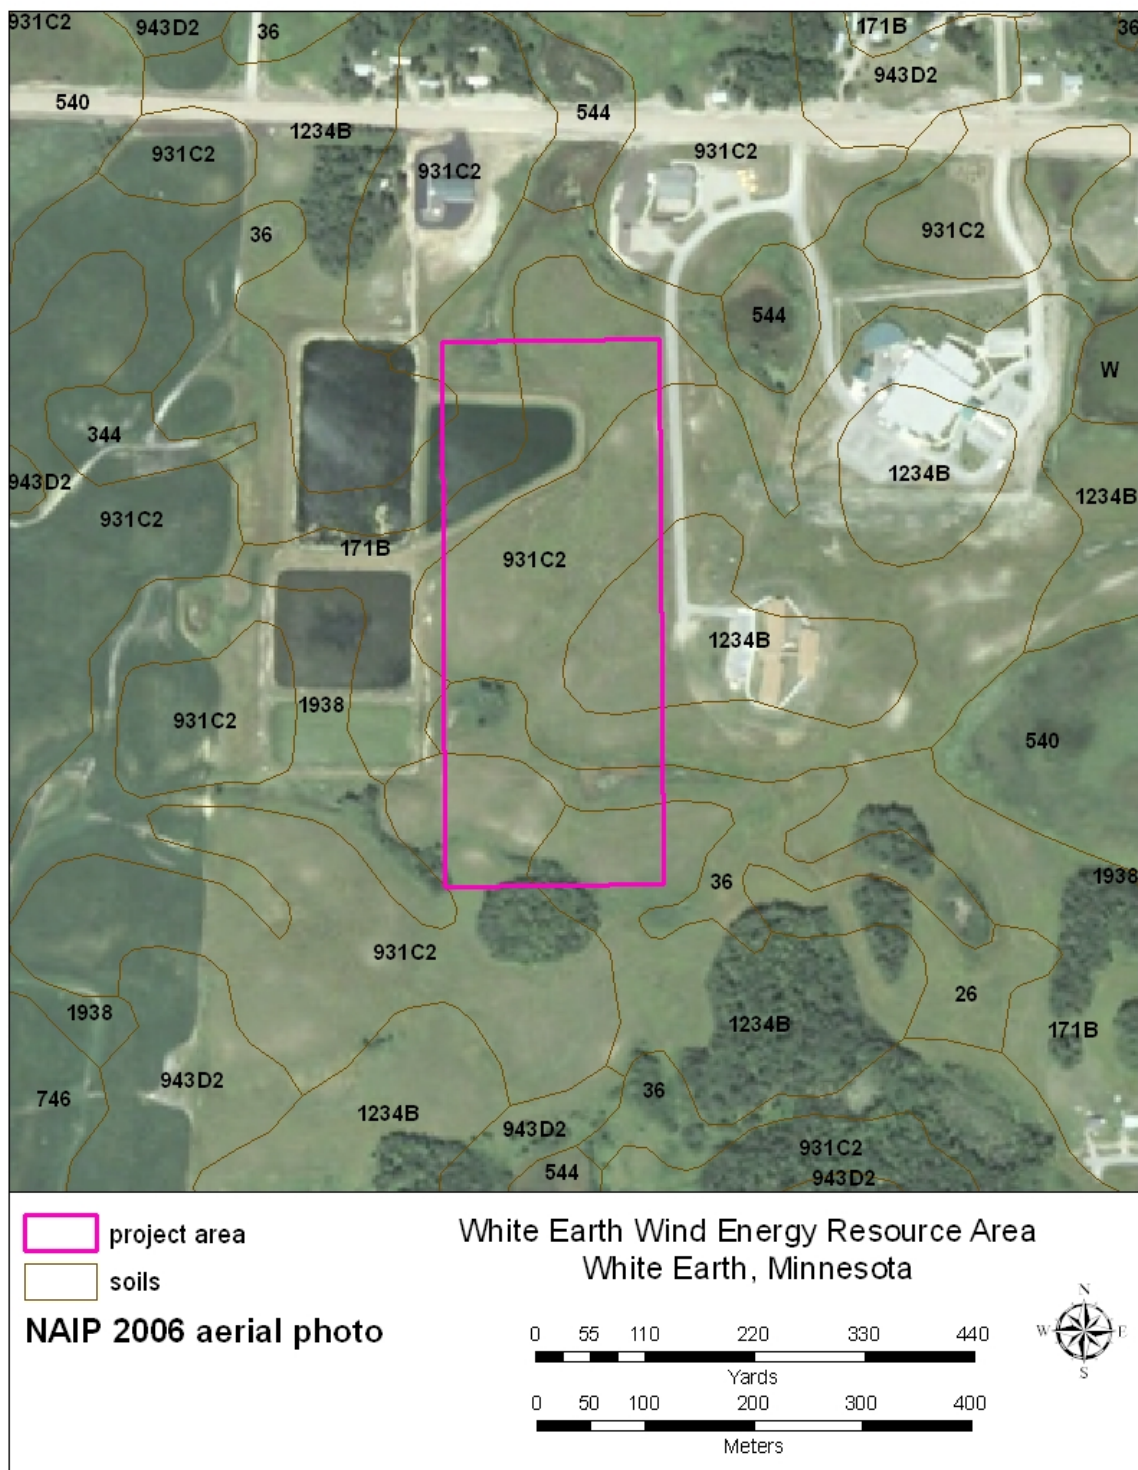 931C2 943D2 36 171B 36
943D2
540 544
1234B
931C2 931C2 931C2
36 931C2
544
W
344
943D2 1234B 1234B
931C2
171B 931C2
1234B
931C2 1938
540
36 1938
931C2
26
1938 1234B 171B
943D2
746 1234B 36
943D2 931C2
544 943D2
project area
soils
NAIP 2006 aerial photo
White Earth Wind Energy Resource Area
White Earth, Minnesota
0 55 110 220 330 440
Yards
0 50 100 200 300 400
Meters
N
W E
S